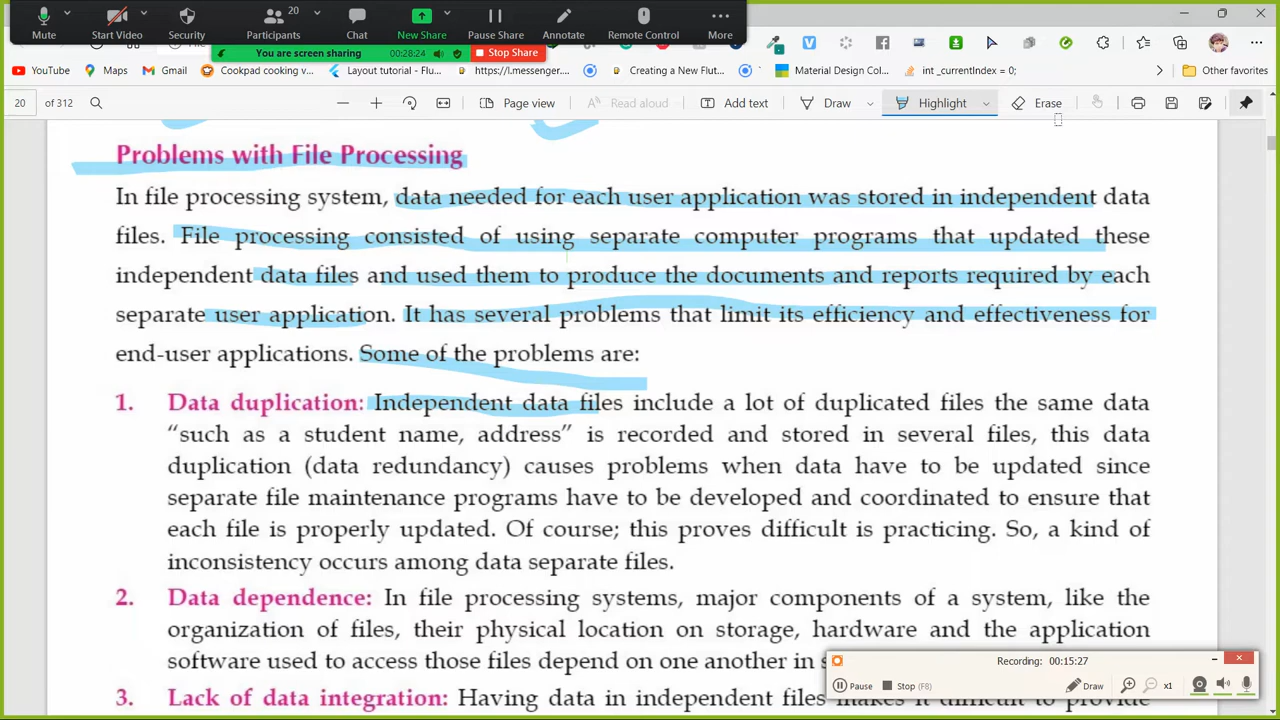 20
Mute
Start Video
Security
Participants
Chat
New Share
Pause Share
Annotate
Remote Control
More
You are screen sharing
00:28:24
Stop Share
YouTube
Maps
Gmail
Cookpad cooking v...
Layout tutorial - Flu...
https://l.messenger...
Creating a New Flut...
Material Design Col...
int _currentIndex = 0;
Other favorites
20 of 312
Page view
Read aloud
Add text
Draw
Highlight
Erase
Problems with File Processing
In file processing system, data needed for each user application was stored in independent data
files. File processing consisted of using separate computer programs that updated these
independent data files and used them to produce the documents and reports required by each
separate user application. It has several problems that limit its efficiency and effectiveness for
end-user applications. Some of the problems are:
1. Data duplication: Independent data files include a lot of duplicated files the same data
“such as a student name, address” is recorded and stored in several files, this data
duplication (data redundancy) causes problems when data have to be updated since
separate file maintenance programs have to be developed and coordinated to ensure that
each file is properly updated. Of course; this proves difficult is practicing. So, a kind of
inconsistency occurs among data separate files.
2. Data dependence: In file processing systems, major components of a system, like the
organization of files, their physical location on storage, hardware and the application
software used to access those files depend on one another in
3. Lack of data integration: Having data in independent files makes it difficult to provide
Recording: 00:15:27
Pause
Stop (F8)
Draw
x1